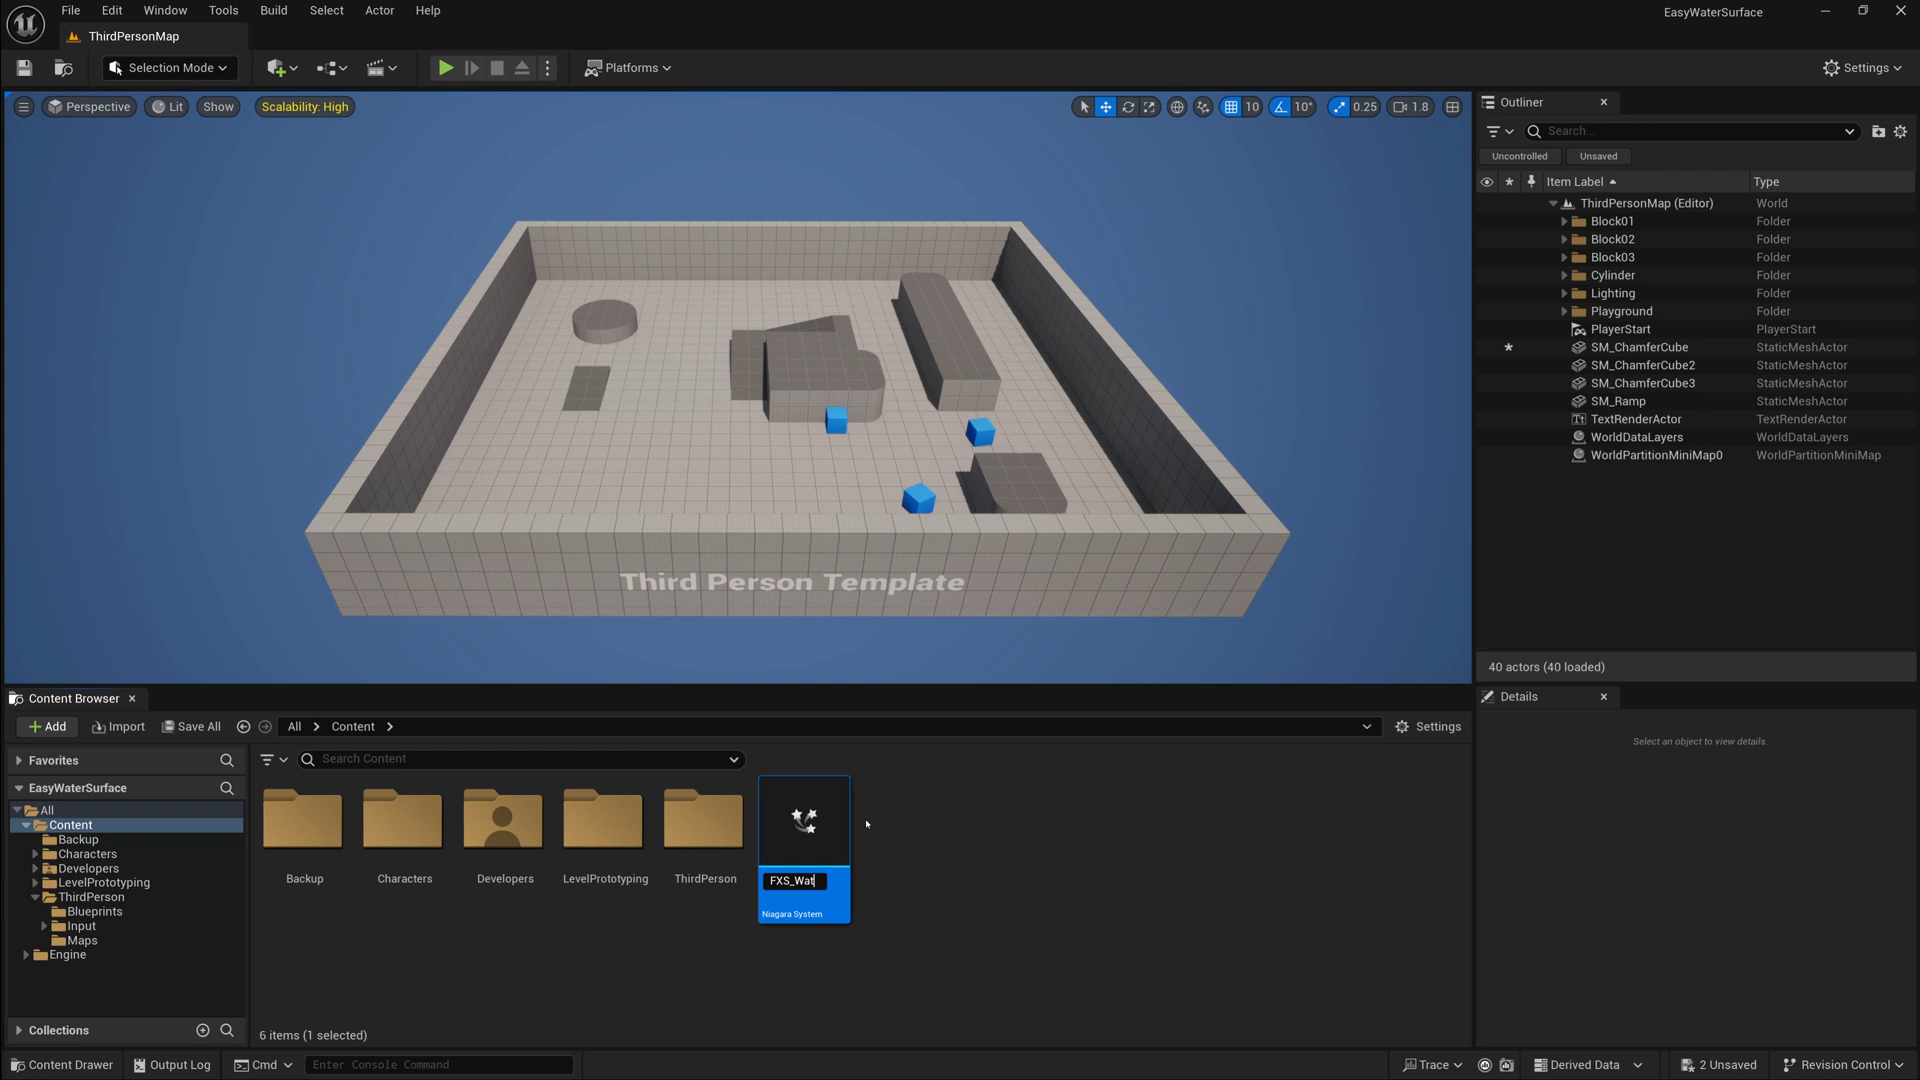 File Edit Window Tools Build Select Actor Help
EasyWaterSurface
ThirdPersonMap
Selection Mode
Platforms
Settings
Perspective Lit Show Scalability: High
10 10° 0.25 1.8
Outliner
Search...
Uncontrolled Unsaved
Item Label Type
ThirdPersonMap (Editor) World
Block01 Folder
Block02 Folder
Block03 Folder
Cylinder Folder
Lighting Folder
Playground Folder
PlayerStart PlayerStart
SM_ChamferCube StaticMeshActor
SM_ChamferCube2 StaticMeshActor
SM_ChamferCube3 StaticMeshActor
SM_Ramp StaticMeshActor
TextRenderActor TextRenderActor
WorldDataLayers WorldDataLayers
WorldPartitionMiniMap0 WorldPartitionMiniMap
Third Person Template
40 actors (40 loaded)
Details
Select an object to view details.
Content Browser
Add Import Save All All Content Settings
Favorites
Search Content
EasyWaterSurface
All
Content
Backup
Characters
Developers
LevelPrototyping
ThirdPerson
Blueprints
Input
Maps
Engine
Backup Characters Developers LevelPrototyping ThirdPerson
FXS_Wat
Niagara System
Collections
6 items (1 selected)
Content Drawer Output Log Cmd Enter Console Command
Trace Derived Data 2 Unsaved Revision Control